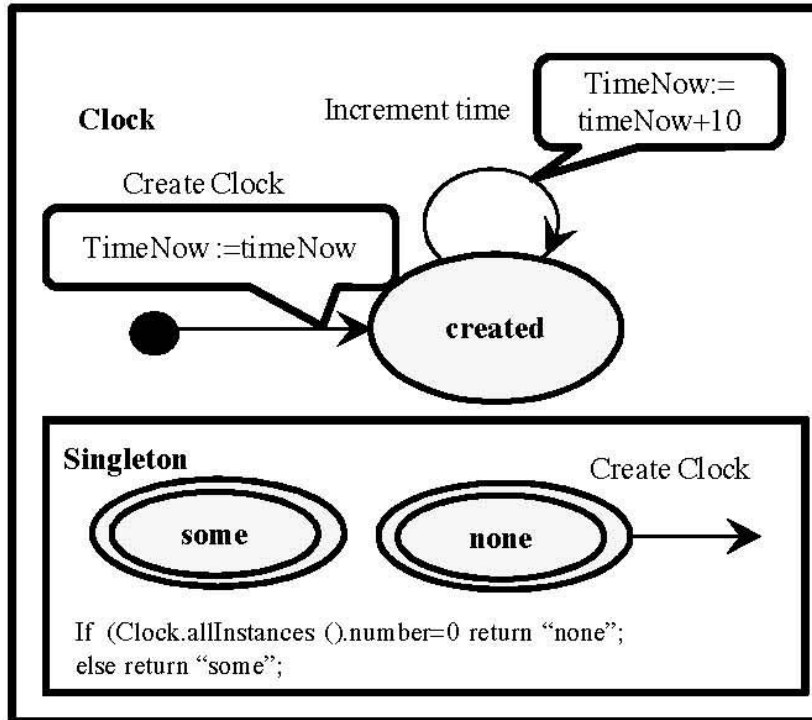 Clock
Increment time
TimeNow:=
timeNow+10
Create Clock
TimeNow :=timeNow
created
Singleton
Create Clock
some
none
If (Clock.allInstances ().number=0 return “none”;
else return “some”;